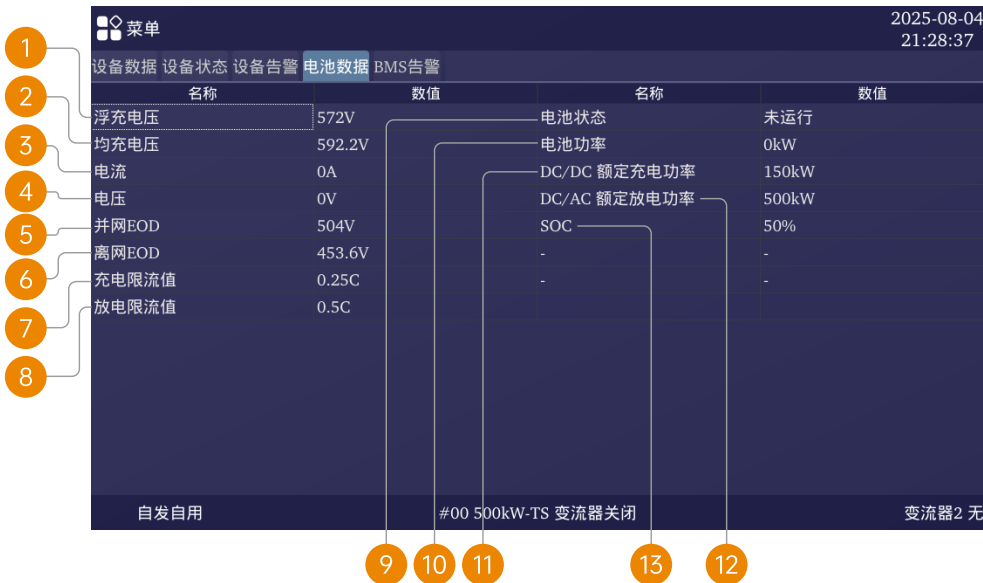 菜单
2025-08-04
21:28:37
设备数据 设备状态 设备告警 电池数据 BMS告警
名称 数值 名称 数值
1 浮充电压 572V 电池状态 未运行
2 均充电压 592.2V 电池功率 0kW
3 电流 0A DC/DC 额定充电功率 150kW
4 电压 0V DC/AC 额定放电功率 500kW
5 并网EOD 504V SOC 50%
6 离网EOD 453.6V - -
7 充电限流值 0.25C - -
8 放电限流值 0.5C
自发自用 #00 500kW-TS 变流器关闭 变流器2 无
9 10 11 13 12